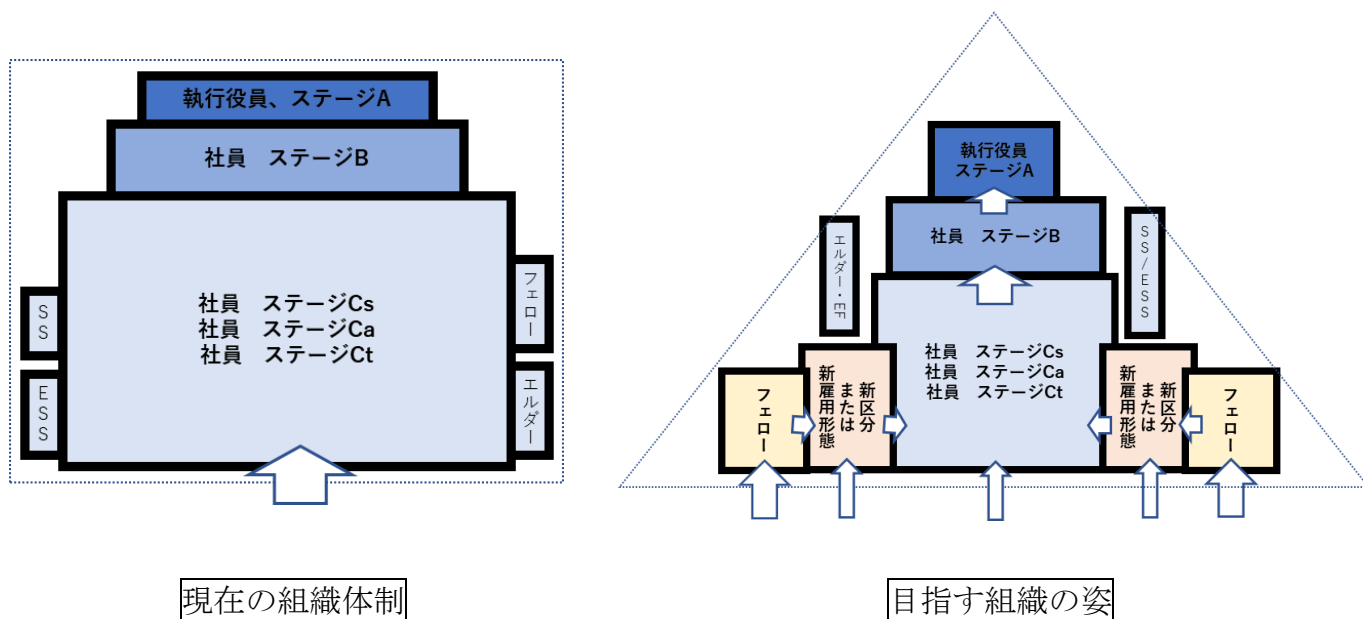 執行役員、ステージA
社員　ステージB
社員　ステージCs
社員　ステージCa
社員　ステージCt
SS
ESS
フェロー
エルダー
現在の組織体制
執行役員
ステージA
社員　ステージB
エルダー・EF
SS/ESS
社員　ステージCs
社員　ステージCa
社員　ステージCt
フェロー
新区分
または
新雇用形態
新区分
または
新雇用形態
フェロー
目指す組織の姿